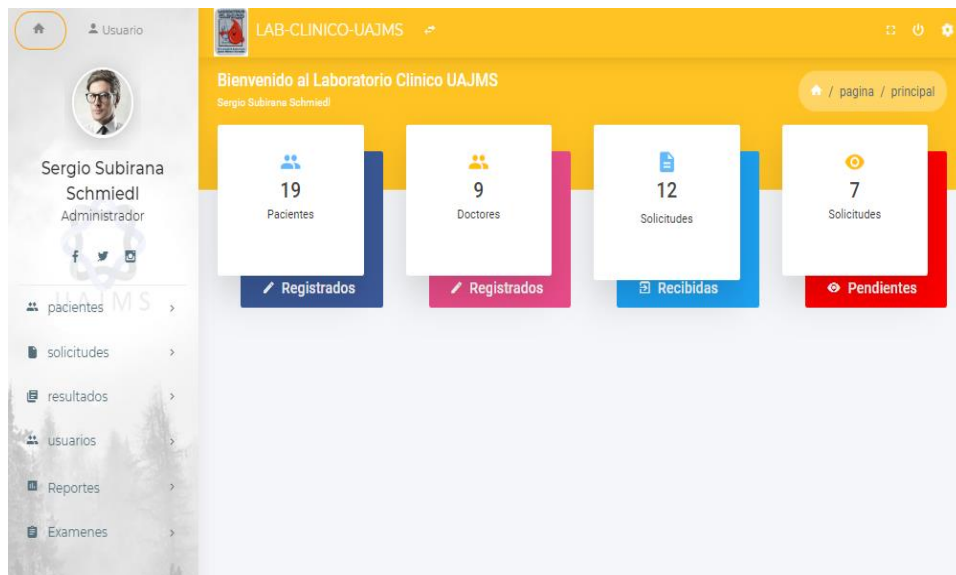 Usuario
Sergio Subirana
Schmiedl
Administrador
UAJMS
pacientes
solicitudes
resultados
usuarios
Reportes
Examenes
LAB-CLINICO-UAJMS
Bienvenido al Laboratorio Clinico UAJMS
Sergio Subirana Schmiedl
/ pagina / principal
19
Pacientes
Registrados
9
Doctores
Registrados
12
Solicitudes
Recibidas
7
Solicitudes
Pendientes